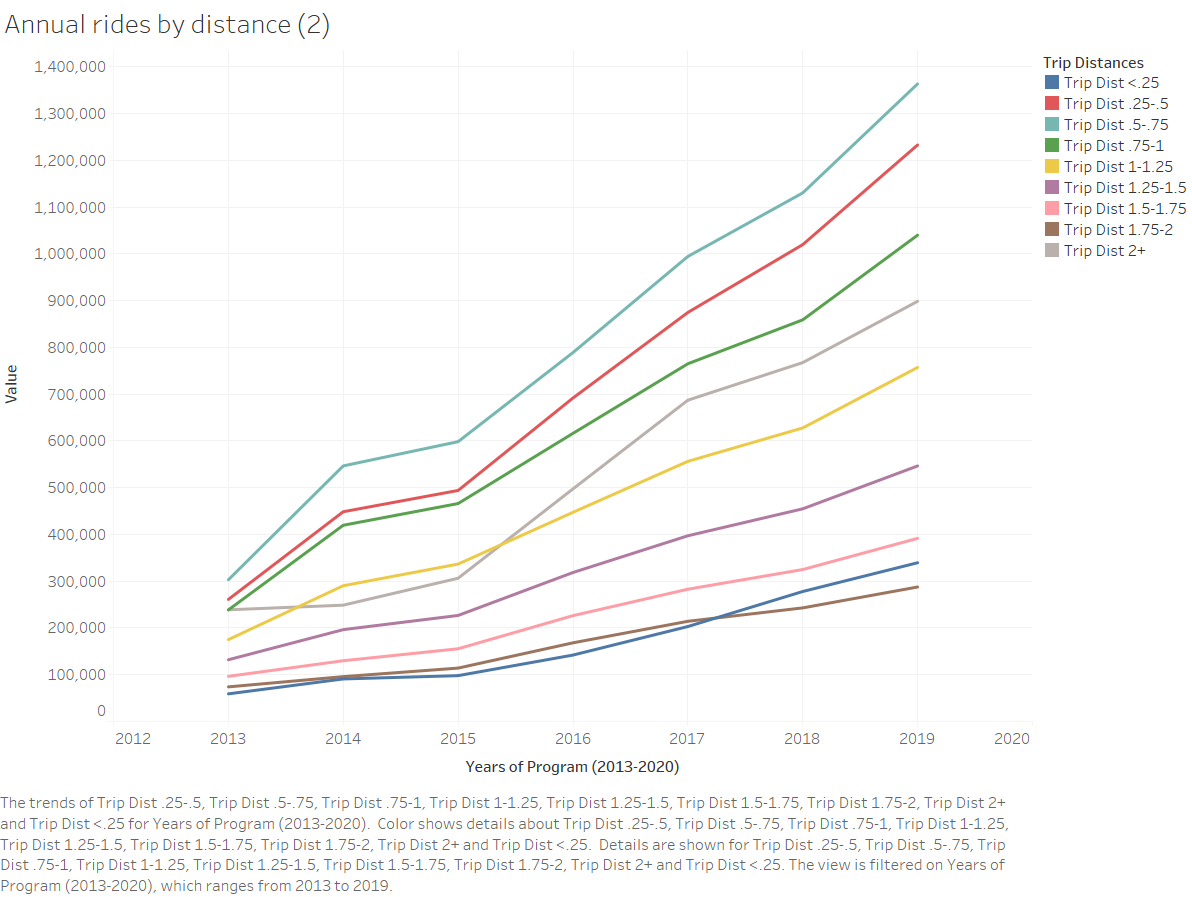 Annual rides by distance (2)
Trip Distances
Trip Dist <.25
Trip Dist .25-.5
Trip Dist .5-.75
Trip Dist .75-1
Trip Dist 1-1.25
Trip Dist 1.25-1.5
Trip Dist 1.5-1.75
Trip Dist 1.75-2
Trip Dist 2+
Value
1,400,000
1,300,000
1,200,000
1,100,000
1,000,000
900,000
800,000
700,000
600,000
500,000
400,000
300,000
200,000
100,000
0
2012 2013 2014 2015 2016 2017 2018 2019 2020
Years of Program (2013-2020)
The trends of Trip Dist .25-.5, Trip Dist .5-.75, Trip Dist .75-1, Trip Dist 1-1.25, Trip Dist 1.25-1.5, Trip Dist 1.5-1.75, Trip Dist 1.75-2, Trip Dist 2+
and Trip Dist <.25 for Years of Program (2013-2020).  Color shows details about Trip Dist .25-.5, Trip Dist .5-.75, Trip Dist .75-1, Trip Dist 1-1.25,
Trip Dist 1.25-1.5, Trip Dist 1.5-1.75, Trip Dist 1.75-2, Trip Dist 2+ and Trip Dist <.25.  Details are shown for Trip Dist .25-.5, Trip Dist .5-.75, Trip
Dist .75-1, Trip Dist 1-1.25, Trip Dist 1.25-1.5, Trip Dist 1.5-1.75, Trip Dist 1.75-2, Trip Dist 2+ and Trip Dist <.25. The view is filtered on Years of
Program (2013-2020), which ranges from 2013 to 2019.